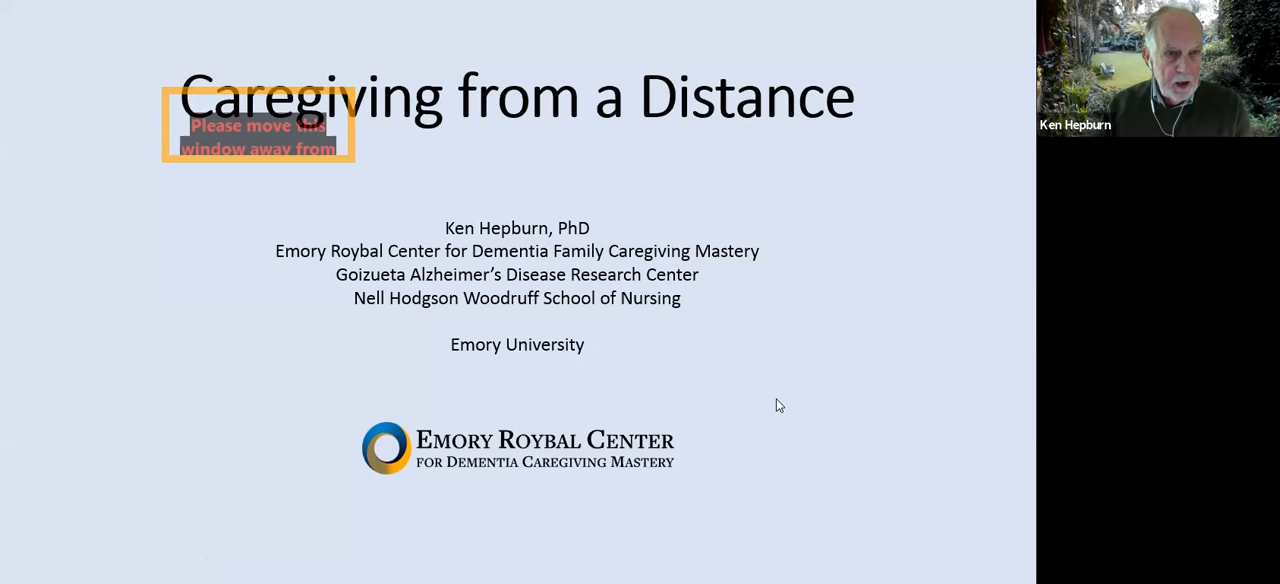 Caregiving from a Distance
Please move this
window away from
Ken Hepburn, PhD
Emory Roybal Center for Dementia Family Caregiving Mastery
Goizueta Alzheimer’s Disease Research Center
Nell Hodgson Woodruff School of Nursing
Emory University
EMORY ROYBAL CENTER
FOR DEMENTIA CAREGIVING MASTERY
Ken Hepburn